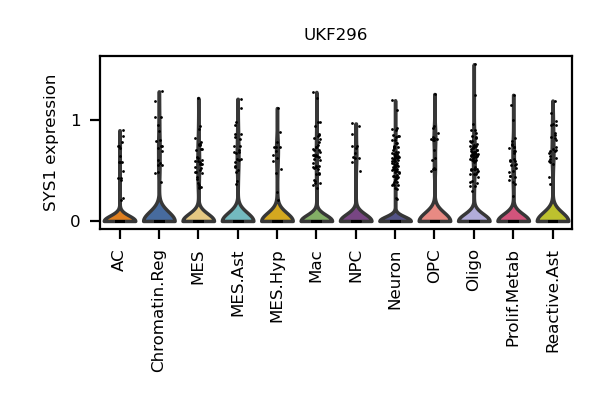 UKF296
SYS1 expression
1
0
AC
Chromatin.Reg
MES
MES.Ast
MES.Hyp
Mac
NPC
Neuron
OPC
Oligo
Prolif.Metab
Reactive.Ast